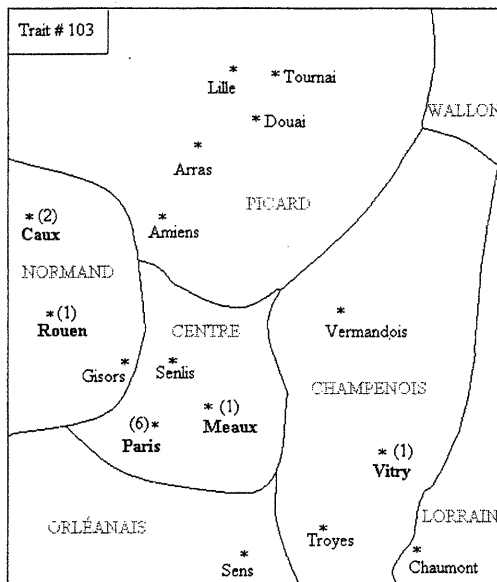 Trait # 103
* Lille
* Tournai
* Douai
WALLON
* Arras
PICARD
* (2) Caux
* Amiens
NORMAND
* (1) Rouen
CENTRE
* Vermandois
Gisors *
* Senlis
CHAMPENOIS
(6) * Paris
* (1) Meaux
* (1) Vitry
ORLÉANAIS
LORRAIN
* Troyes
* Sens
* Chaumont